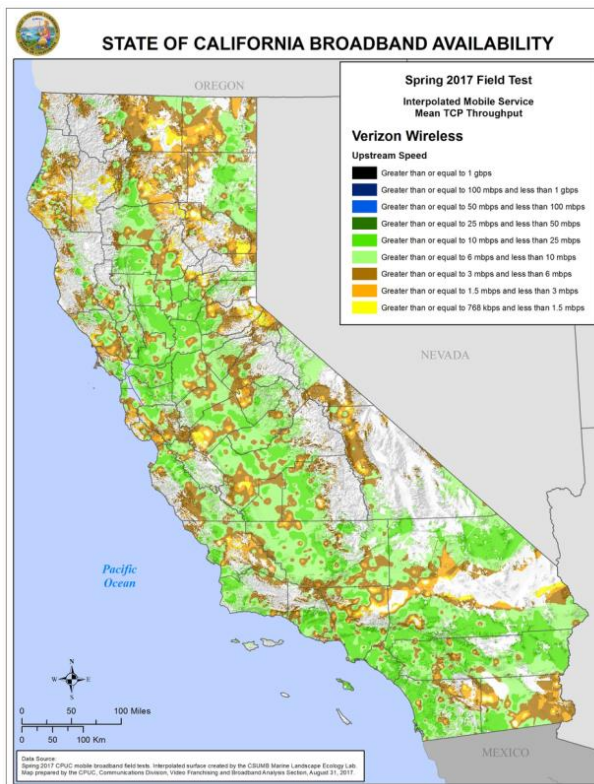 STATE OF CALIFORNIA BROADBAND AVAILABILITY
OREGON
Spring 2017 Field Test
Interpolated Mobile Service
Mean TCP Throughput
Verizon Wireless
Upstream Speed
Greater than or equal to 1 gbps
Greater than or equal to 100 mbps and less than 1 gbps
Greater than or equal to 50 mbps and less than 100 mbps
Greater than or equal to 25 mbps and less than 50 mbps
Greater than or equal to 10 mbps and less than 25 mbps
Greater than or equal to 6 mbps and less than 10 mbps
Greater than or equal to 3 mbps and less than 6 mbps
Greater than or equal to 1.5 mbps and less than 3 mbps
Greater than or equal to 768 kbps and less than 1.5 mbps
NEVADA
Pacific
Ocean
N
W E
S
0 50 100 Miles
0 50 100 Km
MEXICO
Data Source:
Spring 2017 CPUC mobile broadband field tests. Interpolated surface created by the CSUMB Marine Landscape Ecology Lab.
Map prepared by the CPUC, Communications Division, Video Franchising and Broadband Analysis Section, August 31, 2017.